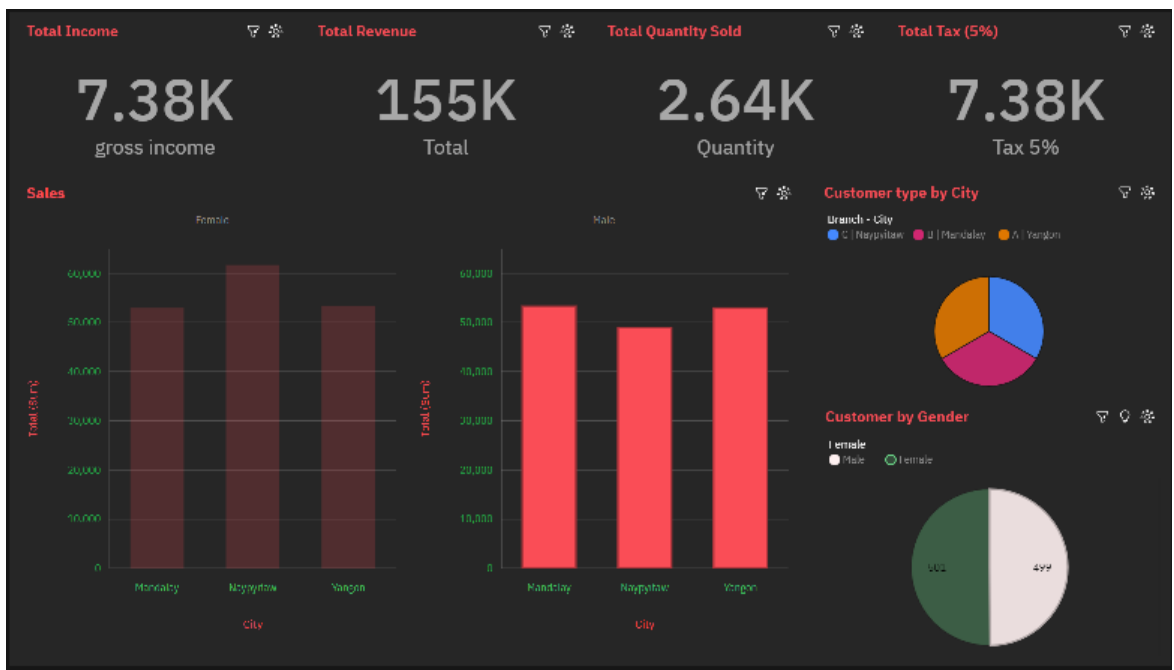 Total Income
Total Revenue
Total Quantity Sold
Total Tax (5%)
7.38K
155K
2.64K
7.38K
gross income
Total
Quantity
Tax 5%
Sales
Female
Male
60,000
50,000
40,000
30,000
20,000
10,000
0
Total (Sum)
Mandalay
Naypyitaw
Yangon
City
60,000
50,000
40,000
30,000
20,000
10,000
0
Total (Sum)
Mandalay
Naypyitaw
Yangon
City
Customer type by City
Branch - City
C | Naypyitaw
B | Mandalay
A | Yangon
Customer by Gender
Female
Male
Female
501
499